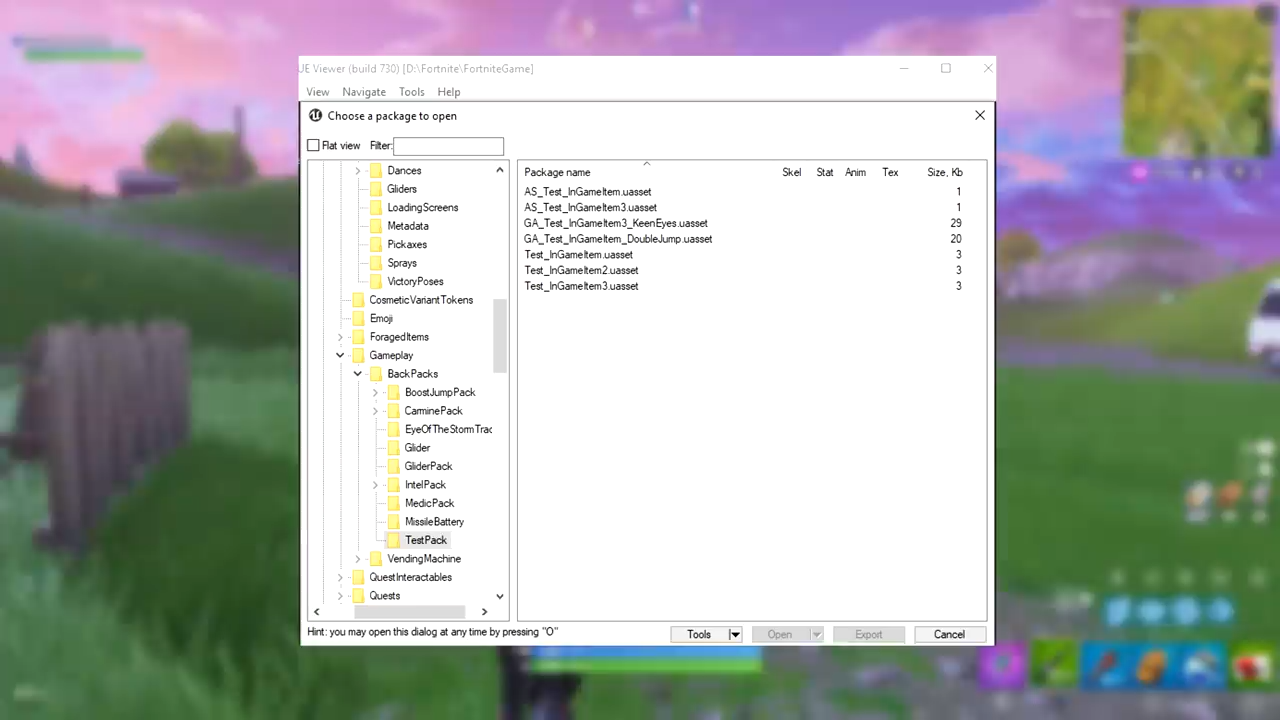 UE Viewer (build 730) [D:\Fortnite\FortniteGame]
View Navigate Tools Help
Choose a package to open
Flat view Filter:
Package name Skel Stat Anim Tex Size, Kb
Dances
Gliders
LoadingScreens
Metadata
Pickaxes
Sprays
VictoryPoses
CosmeticVariantTokens
Emoji
ForagedItems
Gameplay
BackPacks
BoostJumpPack
CarminePack
EyeOfTheStormTrac
Glider
GliderPack
IntelPack
MedicPack
MissileBattery
TestPack
VendingMachine
QuestInteractables
Quests
AS_Test_InGameItem.uasset 1
AS_Test_InGameItem3.uasset 1
GA_Test_InGameItem3_KeenEyes.uasset 29
GA_Test_InGameItem_DoubleJump.uasset 20
Test_InGameItem.uasset 3
Test_InGameItem2.uasset 3
Test_InGameItem3.uasset 3
Hint: you may open this dialog at any time by pressing "O"
Tools Open Export Cancel